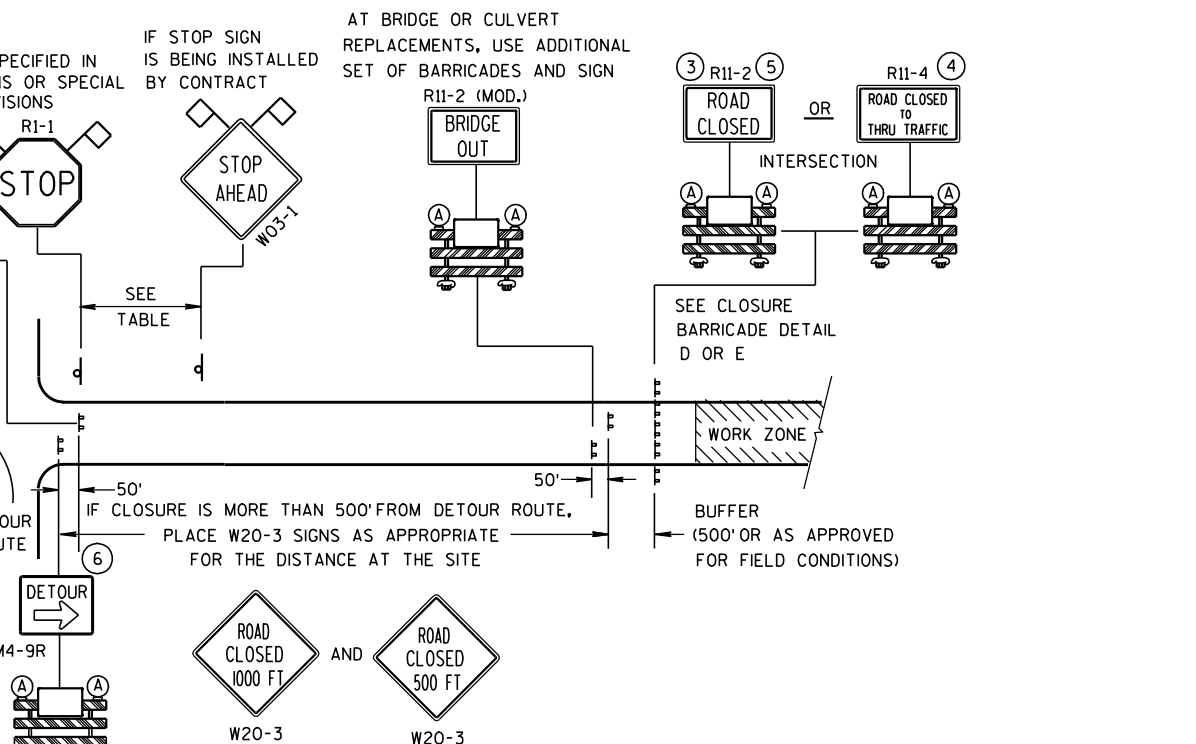 PECIFIED IN
NS OR SPECIAL
VISIONS
R1-1
STOP
IF STOP SIGN
IS BEING INSTALLED
BY CONTRACT
STOP
AHEAD
WO3-1
AT BRIDGE OR CULVERT
REPLACEMENTS, USE ADDITIONAL
SET OF BARRICADES AND SIGN
R11-2 (MOD.)
BRIDGE
OUT
A A
3 R11-2 5
ROAD
CLOSED
OR
R11-4 4
ROAD CLOSED
TO
THRU TRAFFIC
INTERSECTION
A A
A A
SEE
TABLE
SEE CLOSURE
BARRICADE DETAIL
D OR E
WORK ZONE
50'
50'
OUR
UTE
IF CLOSURE IS MORE THAN 500' FROM DETOUR ROUTE,
PLACE W20-3 SIGNS AS APPROPRIATE
FOR THE DISTANCE AT THE SITE
BUFFER
(500' OR AS APPROVED
FOR FIELD CONDITIONS)
6
DETOUR
M4-9R
A A
ROAD
CLOSED
1000 FT
W20-3
AND
ROAD
CLOSED
500 FT
W20-3